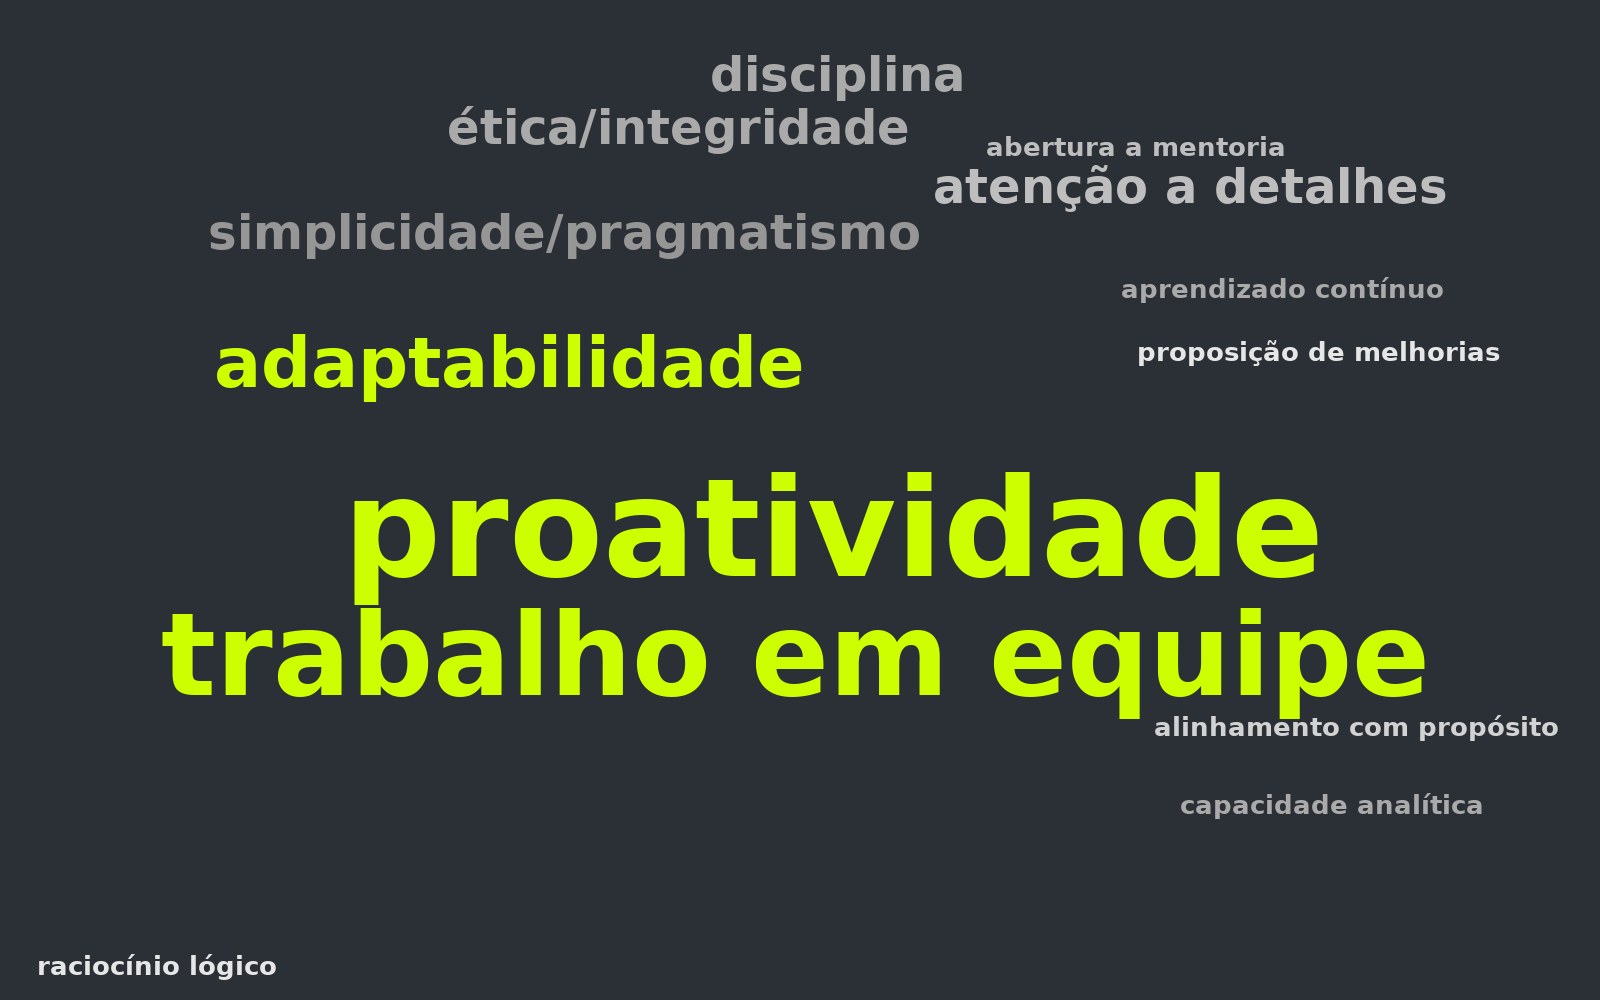 disciplina
ética/integridade
abertura a mentoria
atenção a detalhes
simplicidade/pragmatismo
aprendizado contínuo
proposição de melhorias
adaptabilidade
proatividade
trabalho em equipe
alinhamento com propósito
capacidade analítica
raciocínio lógico